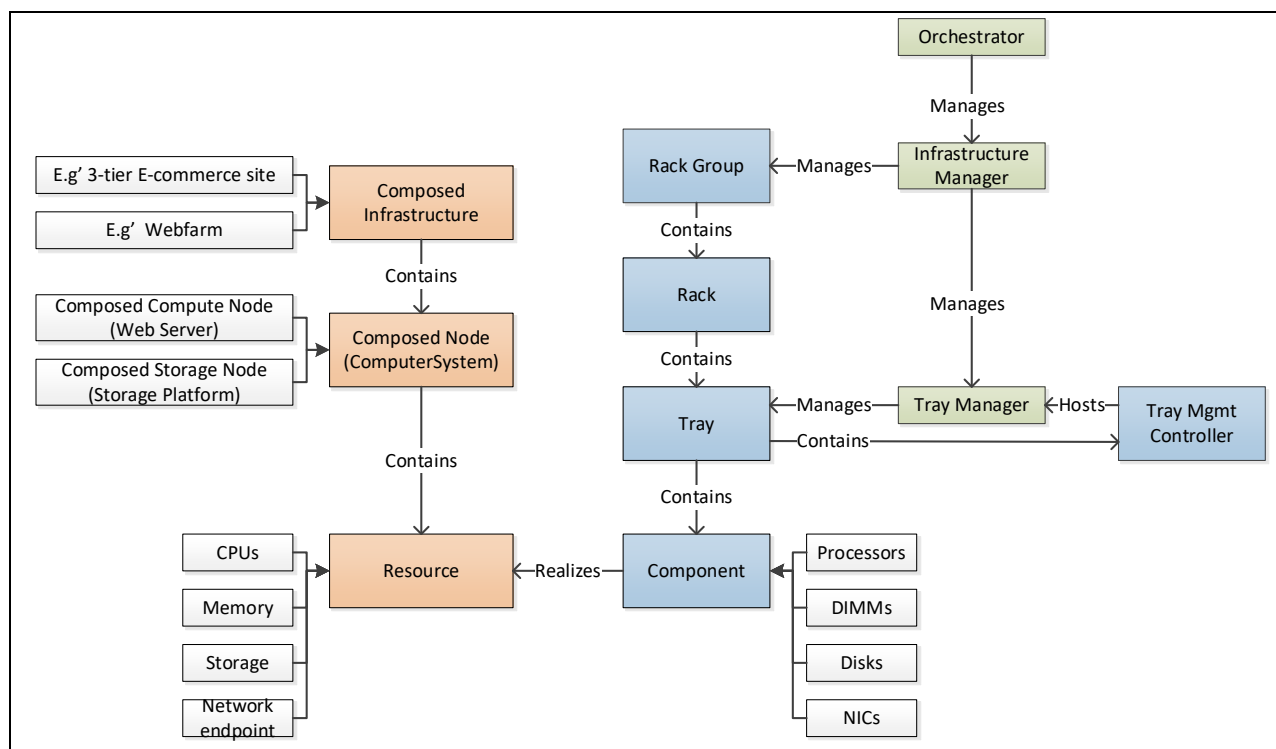 Orchestrator
Manages
Infrastructure
Manager
Manages
Rack Group
E.g’ 3-tier E-commerce site
Composed
Infrastructure
E.g’  Webfarm
Contains
Contains
Rack
Manages
Composed Compute Node
(Web Server)
Composed Node
(ComputerSystem)
Composed Storage Node
(Storage Platform)
Contains
Tray
Manages
Tray Manager
Hosts
Tray Mgmt
Controller
Contains
Contains
Contains
CPUs
Memory
Storage
Network
endpoint
Resource
Realizes
Component
Processors
DIMMs
Disks
NICs